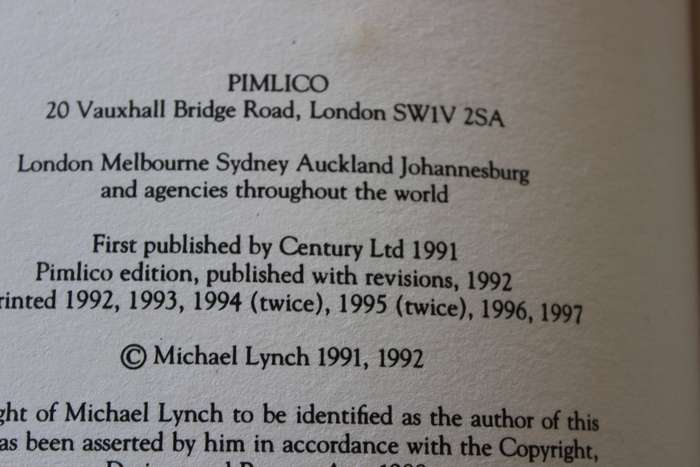 PIMLICO
20 Vauxhall Bridge Road, London SW1V 2SA
London Melbourne Sydney Auckland Johannesburg
and agencies throughout the world
First published by Century Ltd 1991
Pimlico edition, published with revisions, 1992
rinted 1992, 1993, 1994 (twice), 1995 (twice), 1996, 1997
© Michael Lynch 1991, 1992
ght of Michael Lynch to be identified as the author of this
as been asserted by him in accordance with the Copyright,